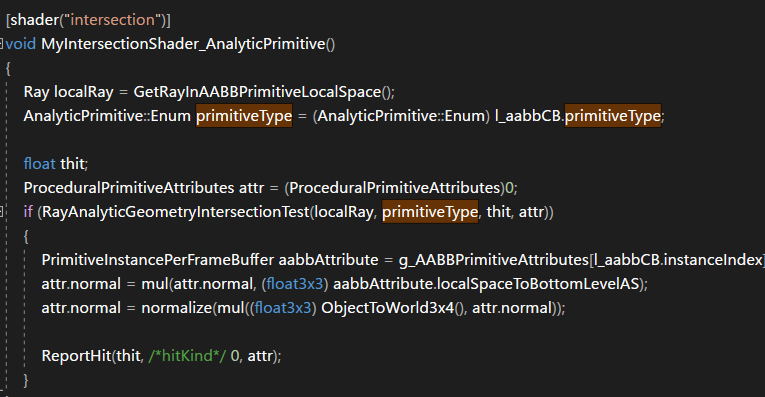 [shader("intersection")]
void MyIntersectionShader_AnalyticPrimitive()
{
Ray localRay = GetRayInAABBPrimitiveLocalSpace();
AnalyticPrimitive::Enum primitiveType = (AnalyticPrimitive::Enum) l_aabbCB.primitiveType;
float thit;
ProceduralPrimitiveAttributes attr = (ProceduralPrimitiveAttributes)0;
if (RayAnalyticGeometryIntersectionTest(localRay, primitiveType, thit, attr))
{
PrimitiveInstancePerFrameBuffer aabbAttribute = g_AABBPrimitiveAttributes[l_aabbCB.instanceIndex]
attr.normal = mul(attr.normal, (float3x3) aabbAttribute.localSpaceToBottomLevelAS);
attr.normal = normalize(mul((float3x3) ObjectToWorld3x4(), attr.normal));
ReportHit(thit, /*hitKind*/ 0, attr);
}